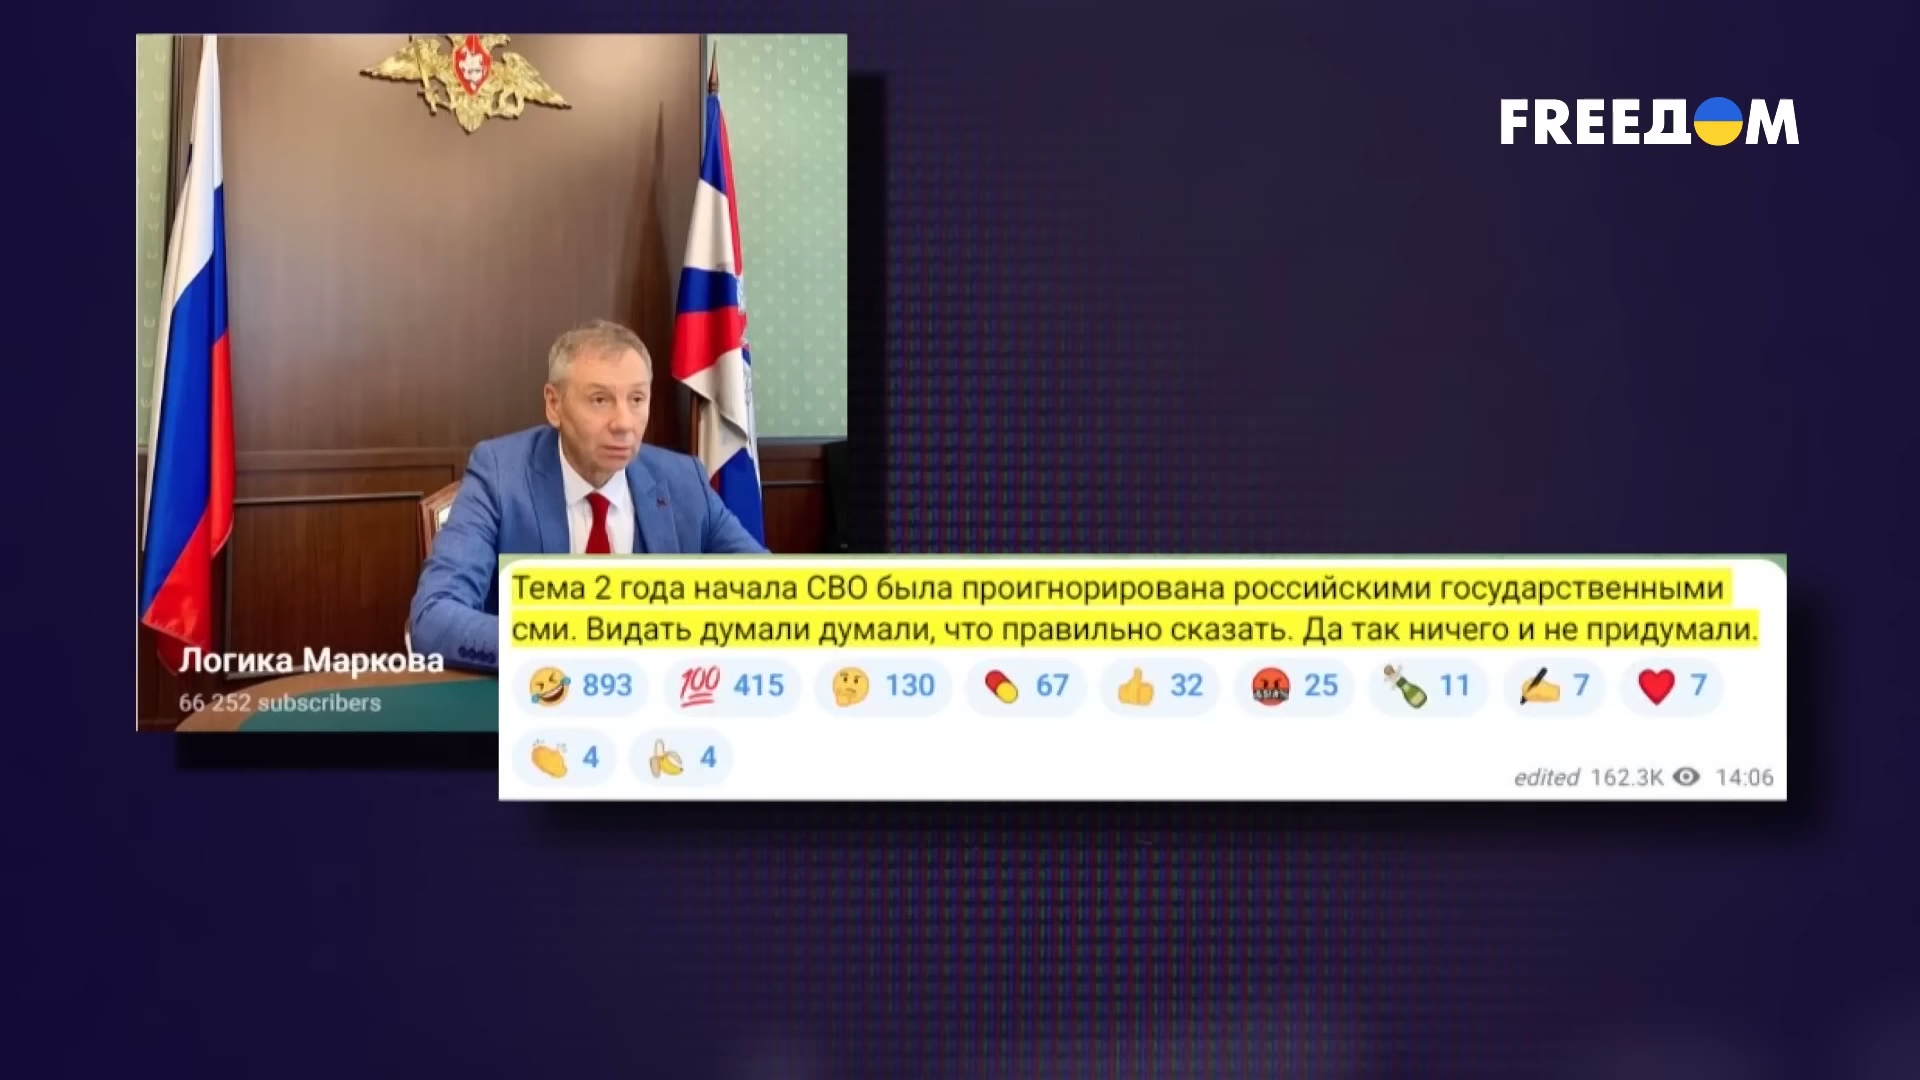 FREEДOM
Логика Маркова
66 252 subscribers
Тема 2 года начала СВО была проигнорирована российскими государственными
сми. Видать думали думали, что правильно сказать. Да так ничего и не придумали.
893 415 130 67 32 25 11 7 7
4 4
edited 162.3K 14:06